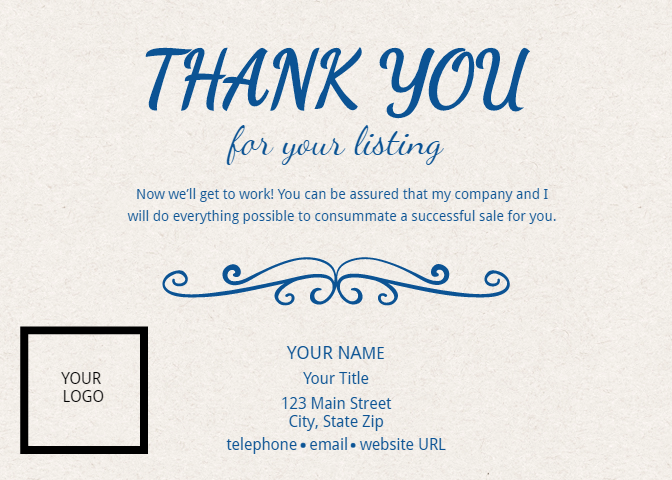 THANK YOU
for your listing
Now we'll get to work! You can be assured that my company and I
will do everything possible to consummate a successful sale for you.
YOUR NAME
Your Title
YOUR
LOGO
123 Main Street
City, State Zip
telephone • email • website URL